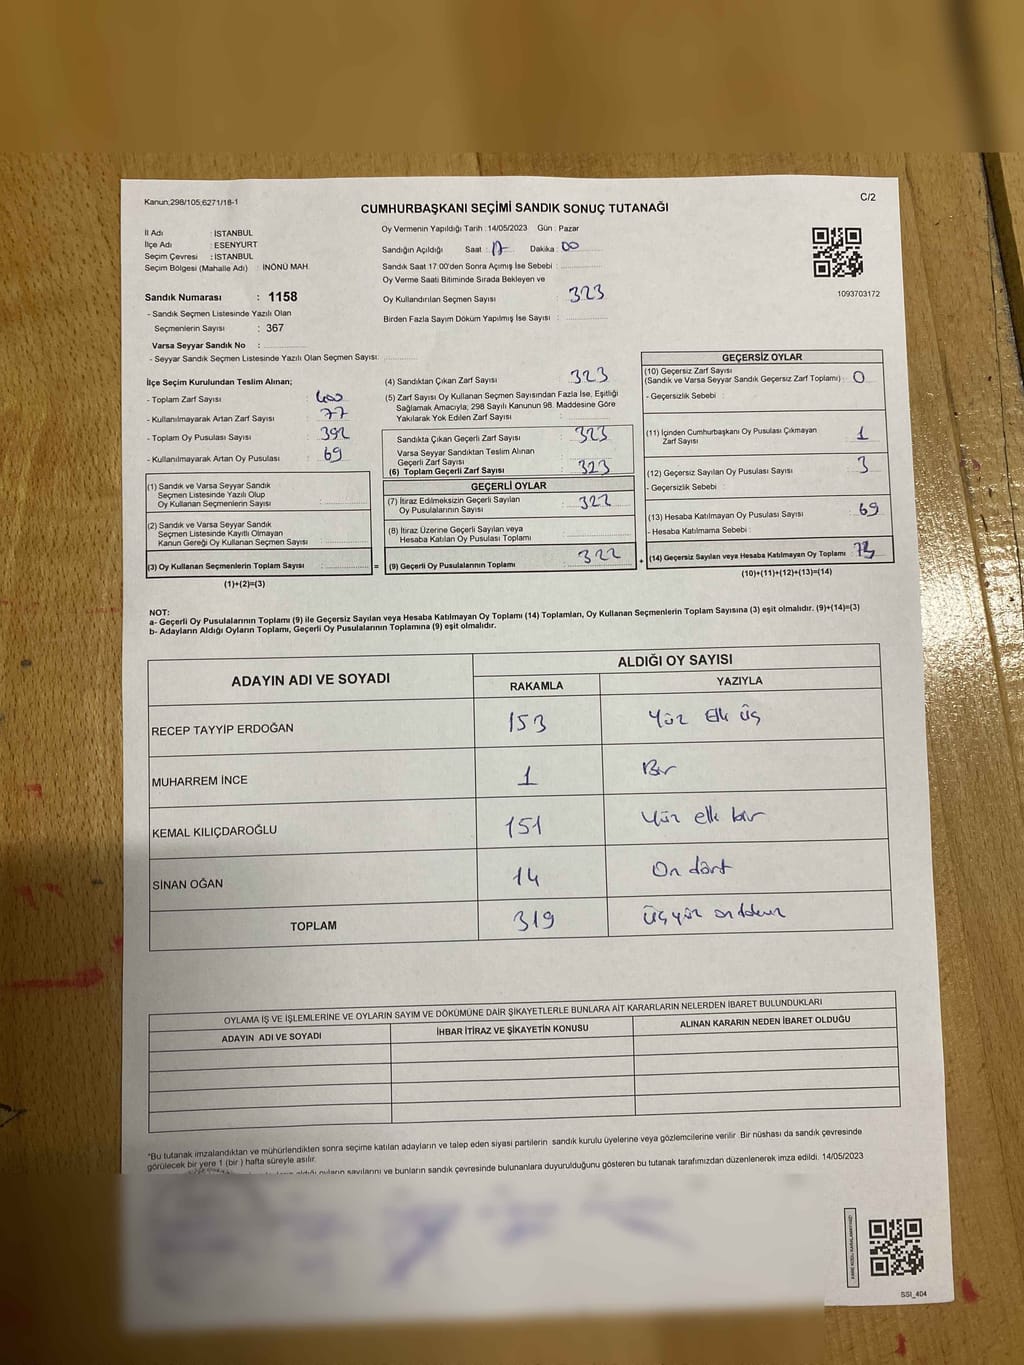 Kanun;298/105;6271/18-1
C/2
CUMHURBAŞKANI SEÇİMİ SANDIK SONUÇ TUTANAĞI
İl Adı : İSTANBUL
İlçe Adı : ESENYURT
Seçim Çevresi : İSTANBUL
Seçim Bölgesi (Mahalle Adı) : İNÖNÜ MAH.
Sandık Numarası : 1158
- Sandık Seçmen Listesinde Yazılı Olan
Seçmenlerin Sayısı : 367
Varsa Seyyar Sandık No :
- Seyyar Sandık Seçmen Listesinde Yazılı Olan Seçmen Sayısı:
Oy Vermenin Yapıldığı Tarih : 14/05/2023 Gün : Pazar
Sandığın Açıldığı Saat : 17 Dakika : 00
Sandık Saat 17:00'den Sonra Açımış İse Sebebi :
Oy Verme Saati Bitiminde Sırada Bekleyen ve
Oy Kullandırılan Seçmen Sayısı : 323
Birden Fazla Sayım Döküm Yapılmış İse Sayısı :
1093703172
İlçe Seçim Kurulundan Teslim Alınan;
- Toplam Zarf Sayısı : 400
- Kullanılmayarak Artan Zarf Sayısı : 77
- Toplam Oy Pusulası Sayısı : 392
- Kullanılmayarak Artan Oy Pusulası : 69
(1) Sandık ve Varsa Seyyar Sandık
Seçmen Listesinde Yazılı Olup
Oy Kullanan Seçmenlerin Sayısı :
(2) Sandık ve Varsa Seyyar Sandık
Seçmen Listesinde Kayıtlı Olmayan
Kanun Gereği Oy Kullanan Seçmen Sayısı :
(3) Oy Kullanan Seçmenlerin Toplam Sayısı :
(1)+(2)=(3)
(4) Sandıktan Çıkan Zarf Sayısı : 323
(5) Zarf Sayısı Oy Kullanan Seçmen Sayısından Fazla İse, Eşitliği
Sağlamak Amacıyla; 298 Sayılı Kanunun 98. Maddesine Göre
Yakılarak Yok Edilen Zarf Sayısı :
Sandıkta Çıkan Geçerli Zarf Sayısı : 323
Varsa Seyyar Sandıktan Teslim Alınan
Geçerli Zarf Sayısı :
(6) Toplam Geçerli Zarf Sayısı : 323
GEÇERLİ OYLAR
(7) İtiraz Edilmeksizin Geçerli Sayılan
Oy Pusulalarının Sayısı : 322
(8) İtiraz Üzerine Geçerli Sayılan veya
Hesaba Katılan Oy Pusulası Toplamı :
= (9) Geçerli Oy Pusulalarının Toplamı : 322 +
GEÇERSİZ OYLAR
(10) Geçersiz Zarf Sayısı
(Sandık ve Varsa Seyyar Sandık Geçersiz Zarf Toplamı) : 0
- Geçersizlik Sebebi :
(11) İçinden Cumhurbaşkanı Oy Pusulası Çıkmayan
Zarf Sayısı : 1
(12) Geçersiz Sayılan Oy Pusulası Sayısı : 3
- Geçersizlik Sebebi :
(13) Hesaba Katılmayan Oy Pusulası Sayısı : 69
- Hesaba Katılmama Sebebi :
(14) Geçersiz Sayılan veya Hesaba Katılmayan Oy Toplamı : 73
(10)+(11)+(12)+(13)=(14)
NOT:
a- Geçerli Oy Pusulalarının Toplamı (9) ile Geçersiz Sayılan veya Hesaba Katılmayan Oy Toplamı (14) Toplamları, Oy Kullanan Seçmenlerin Toplam Sayısına (3) eşit olmalıdır. (9)+(14)=(3)
b- Adayların Aldığı Oyların Toplamı, Geçerli Oy Pusulalarının Toplamına (9) eşit olmalıdır.
ADAYIN ADI VE SOYADI
ALDIĞI OY SAYISI
RAKAMLA YAZIYLA
RECEP TAYYİP ERDOĞAN 153 Yüz Elli üç
MUHARREM İNCE 1 Bir
KEMAL KILIÇDAROĞLU 151 Yüz elli bir
SİNAN OĞAN 14 On dört
TOPLAM 319 Üçyüz ondokuz
OYLAMA İŞ VE İŞLEMLERİNE VE OYLARIN SAYIM VE DÖKÜMÜNE DAİR ŞİKAYETLERLE BUNLARA AİT KARARLARIN NELERDEN İBARET BULUNDUKLARI
ADAYIN ADI VE SOYADI İHBAR İTİRAZ VE ŞİKAYETİN KONUSU ALINAN KARARIN NEDEN İBARET OLDUĞU
*Bu tutanak imzalandıktan ve mühürlendikten sonra seçime katılan adayların ve talep eden siyasi partilerin sandık kurulu üyelerine veya gözlemcilerine verilir. Bir nüshası da sandık çevresinde
görülecek bir yere 1 (bir ) hafta süreyle asılır.
aldığı oyların sayılarını ve bunların sandık çevresinde bulunanlara duyurulduğunu gösteren bu tutanak tarafımızdan düzenlenerek imza edildi. 14/05/2023
SSI_404